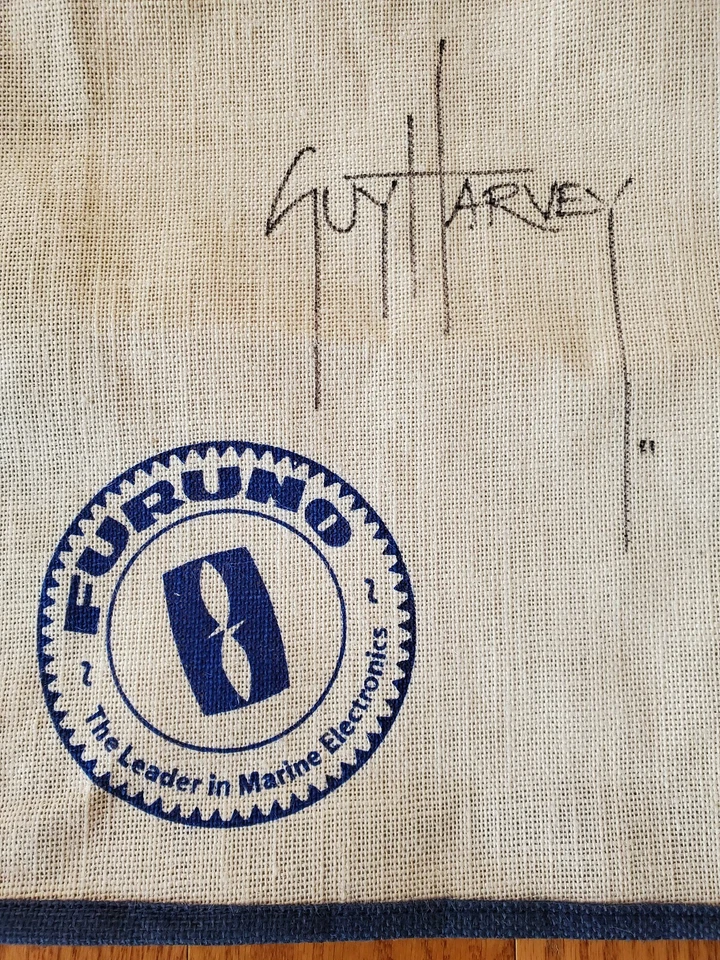 GUY HARVEY
"
FURUNO
~ The Leader in Marine Electronics ~